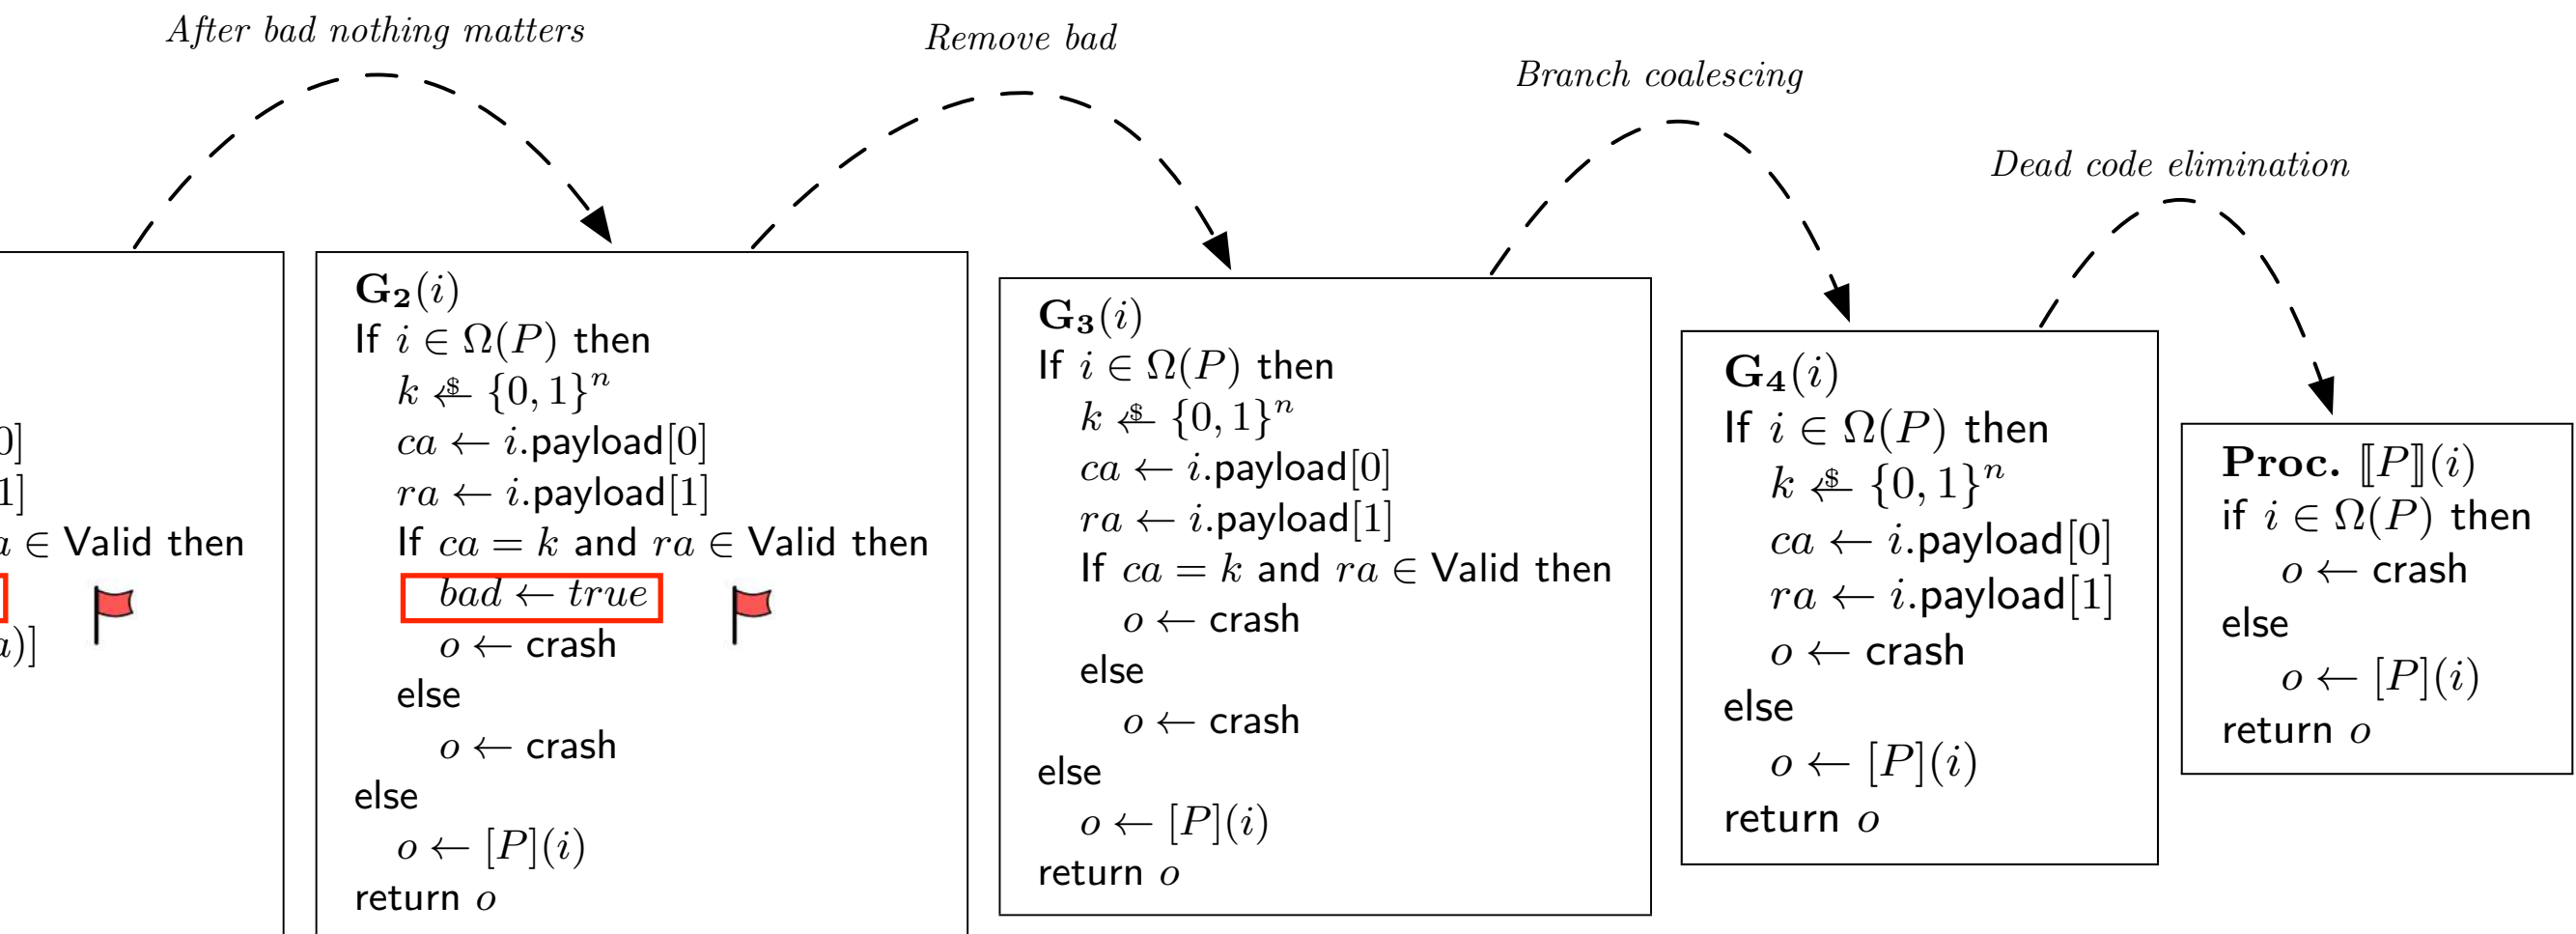 After bad nothing matters
Remove bad
Branch coalescing
Dead code elimination
0]
1]
a ∈ Valid then
a)]
G₂(i)
If i ∈ Ω(P) then
k ↞$ {0, 1}ⁿ
ca ← i.payload[0]
ra ← i.payload[1]
If ca = k and ra ∈ Valid then
bad ← true
o ← crash
else
o ← crash
else
o ← [P](i)
return o
G₃(i)
If i ∈ Ω(P) then
k ↞$ {0, 1}ⁿ
ca ← i.payload[0]
ra ← i.payload[1]
If ca = k and ra ∈ Valid then
o ← crash
else
o ← crash
else
o ← [P](i)
return o
G₄(i)
If i ∈ Ω(P) then
k ↞$ {0, 1}ⁿ
ca ← i.payload[0]
ra ← i.payload[1]
o ← crash
else
o ← [P](i)
return o
Proc. ⟦P⟧(i)
if i ∈ Ω(P) then
o ← crash
else
o ← [P](i)
return o